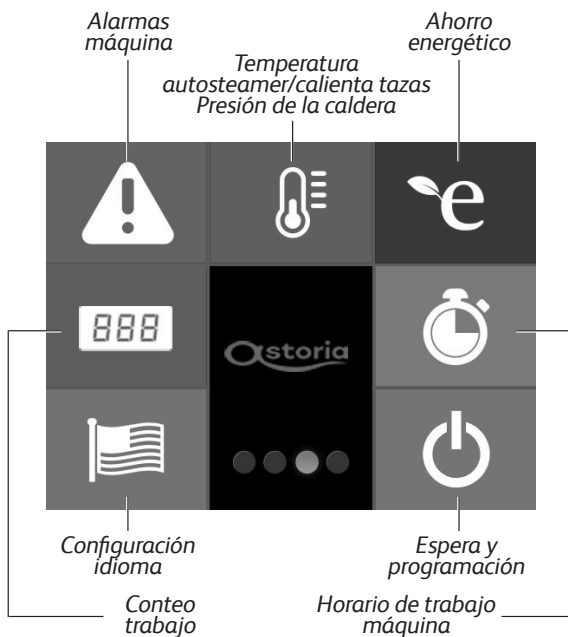 Alarmas
máquina
Ahorro
energético
Temperatura
autosteamer/calienta tazas
Presión de la caldera
e
888
astoria
Configuración
idioma
Espera y
programación
Conteo
trabajo
Horario de trabajo
máquina